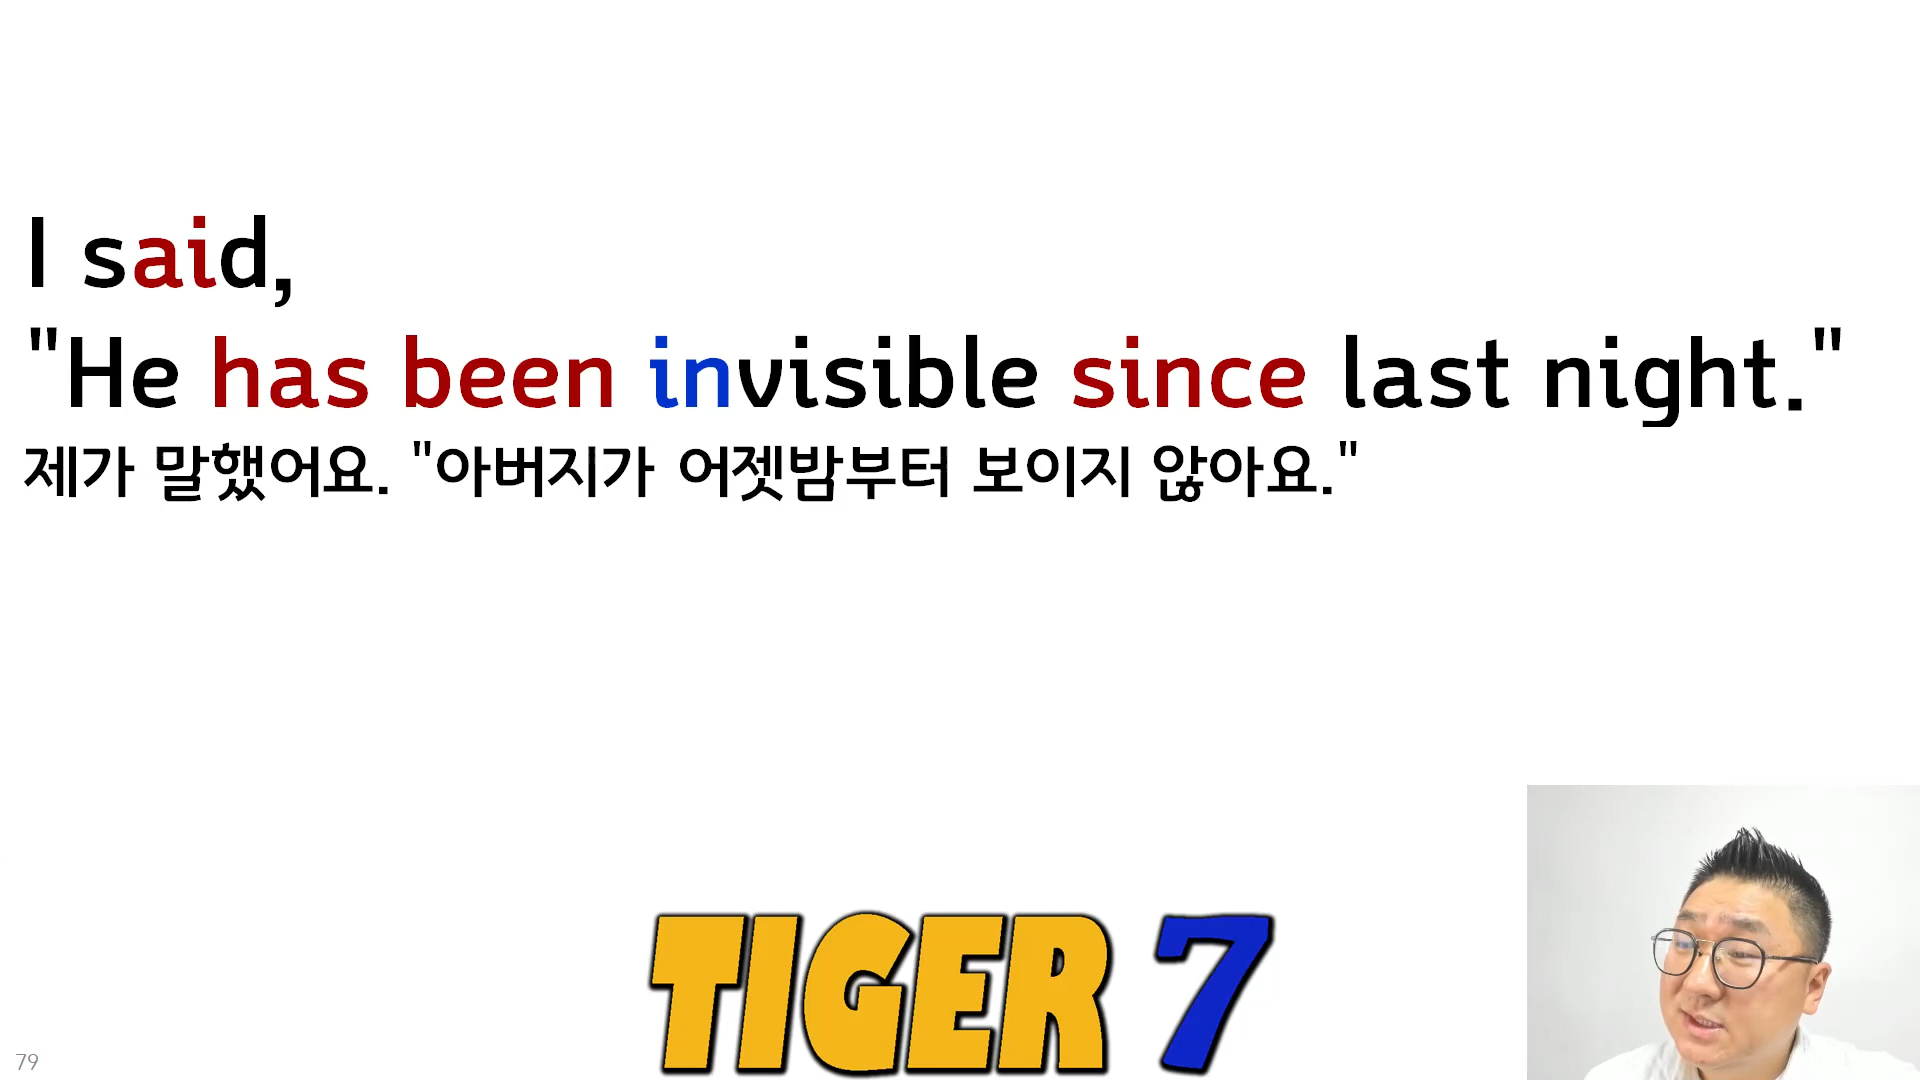 I said,
"He has been invisible since last night."
제가 말했어요. "아버지가 어젯밤부터 보이지 않아요."
TIGER 7
79